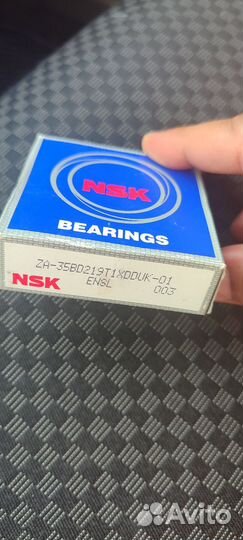 NSK
BEARINGS
ZA-35BD219T1XDDUK-01
NSK ENSL 003
Avito